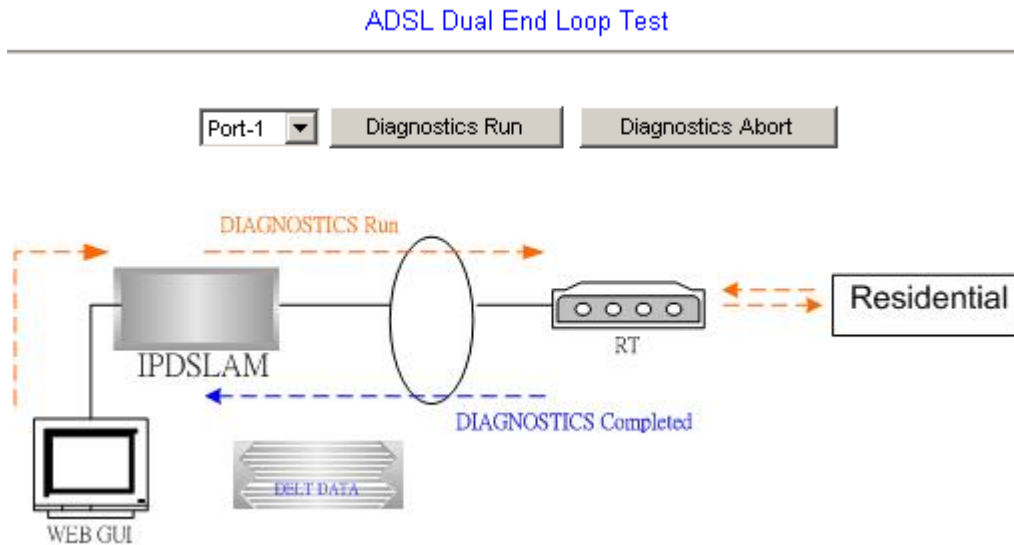 ADSL Dual End Loop Test
Port-1
Diagnostics Run
Diagnostics Abort
DIAGNOSTICS Run
IPDSLAM
RT
Residential
DIAGNOSTICS Completed
DELT DATA
WEB GUI